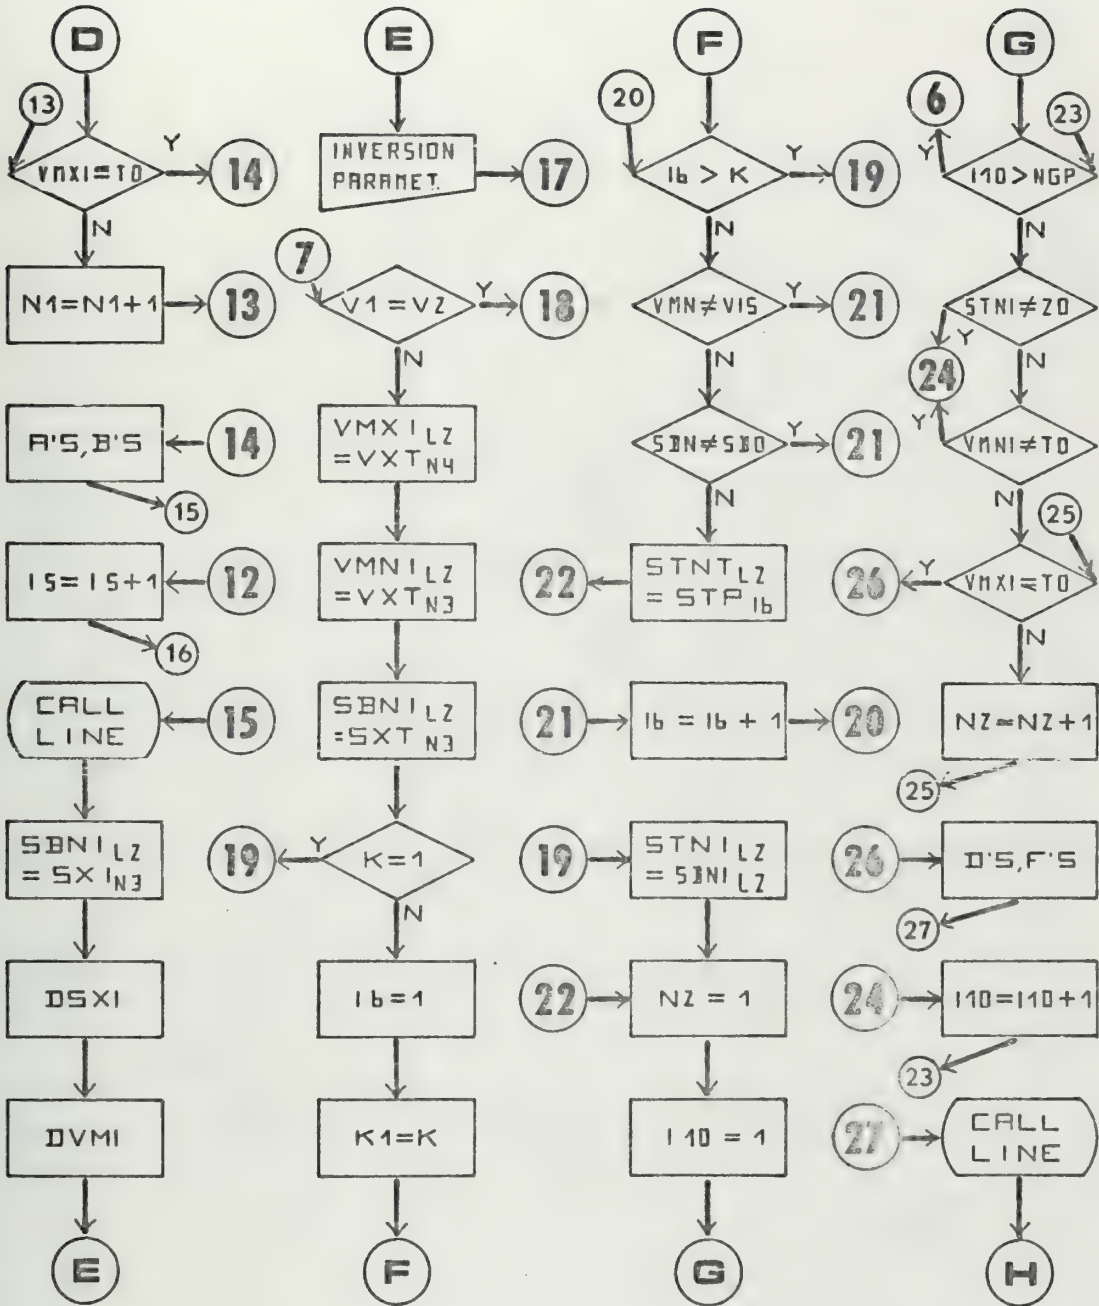 D
13
VMXI=TO
Y
14
N
N1=N1+1
13
A'S, B'S
14
15
I5=I5+1
12
16
CALL
LINE
15
SBNI LZ
= SXI N3
DSXI
DVMI
E
E
INVERSION
PARAMET.
17
7
V1 = VZ
Y
18
N
VMXI LZ
=VXT N4
VMNI LZ
=VXT N3
SBNI LZ
=SXT N3
19
Y
K=1
N
I6=1
K1=K
F
F
20
I6 > K
Y
19
N
VMN≠VIS
Y
21
N
SBN≠SBO
Y
21
N
22
STNT LZ
= STP I6
21
I6 = I6 + 1
20
19
STNI LZ
= SBNI LZ
22
NZ = 1
I10 = 1
G
G
6
23
Y
I10>NGP
N
STNI≠ZO
Y
24
N
Y
VMNI≠TO
N
25
26
Y
VMXI=TO
N
NZ=NZ+1
25
26
D'S, F'S
27
24
I10=I10+1
23
27
CALL
LINE
H